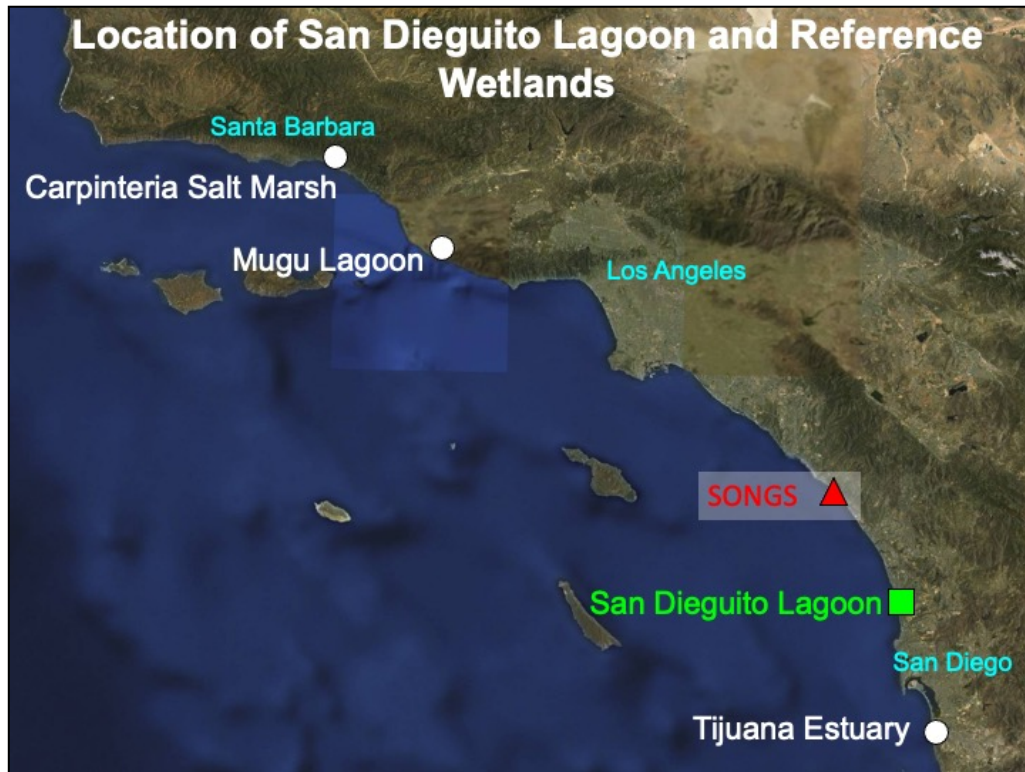 Location of San Dieguito Lagoon and Reference
Wetlands
Santa Barbara
Carpinteria Salt Marsh
Mugu Lagoon
Los Angeles
SONGS
San Dieguito Lagoon
San Diego
Tijuana Estuary